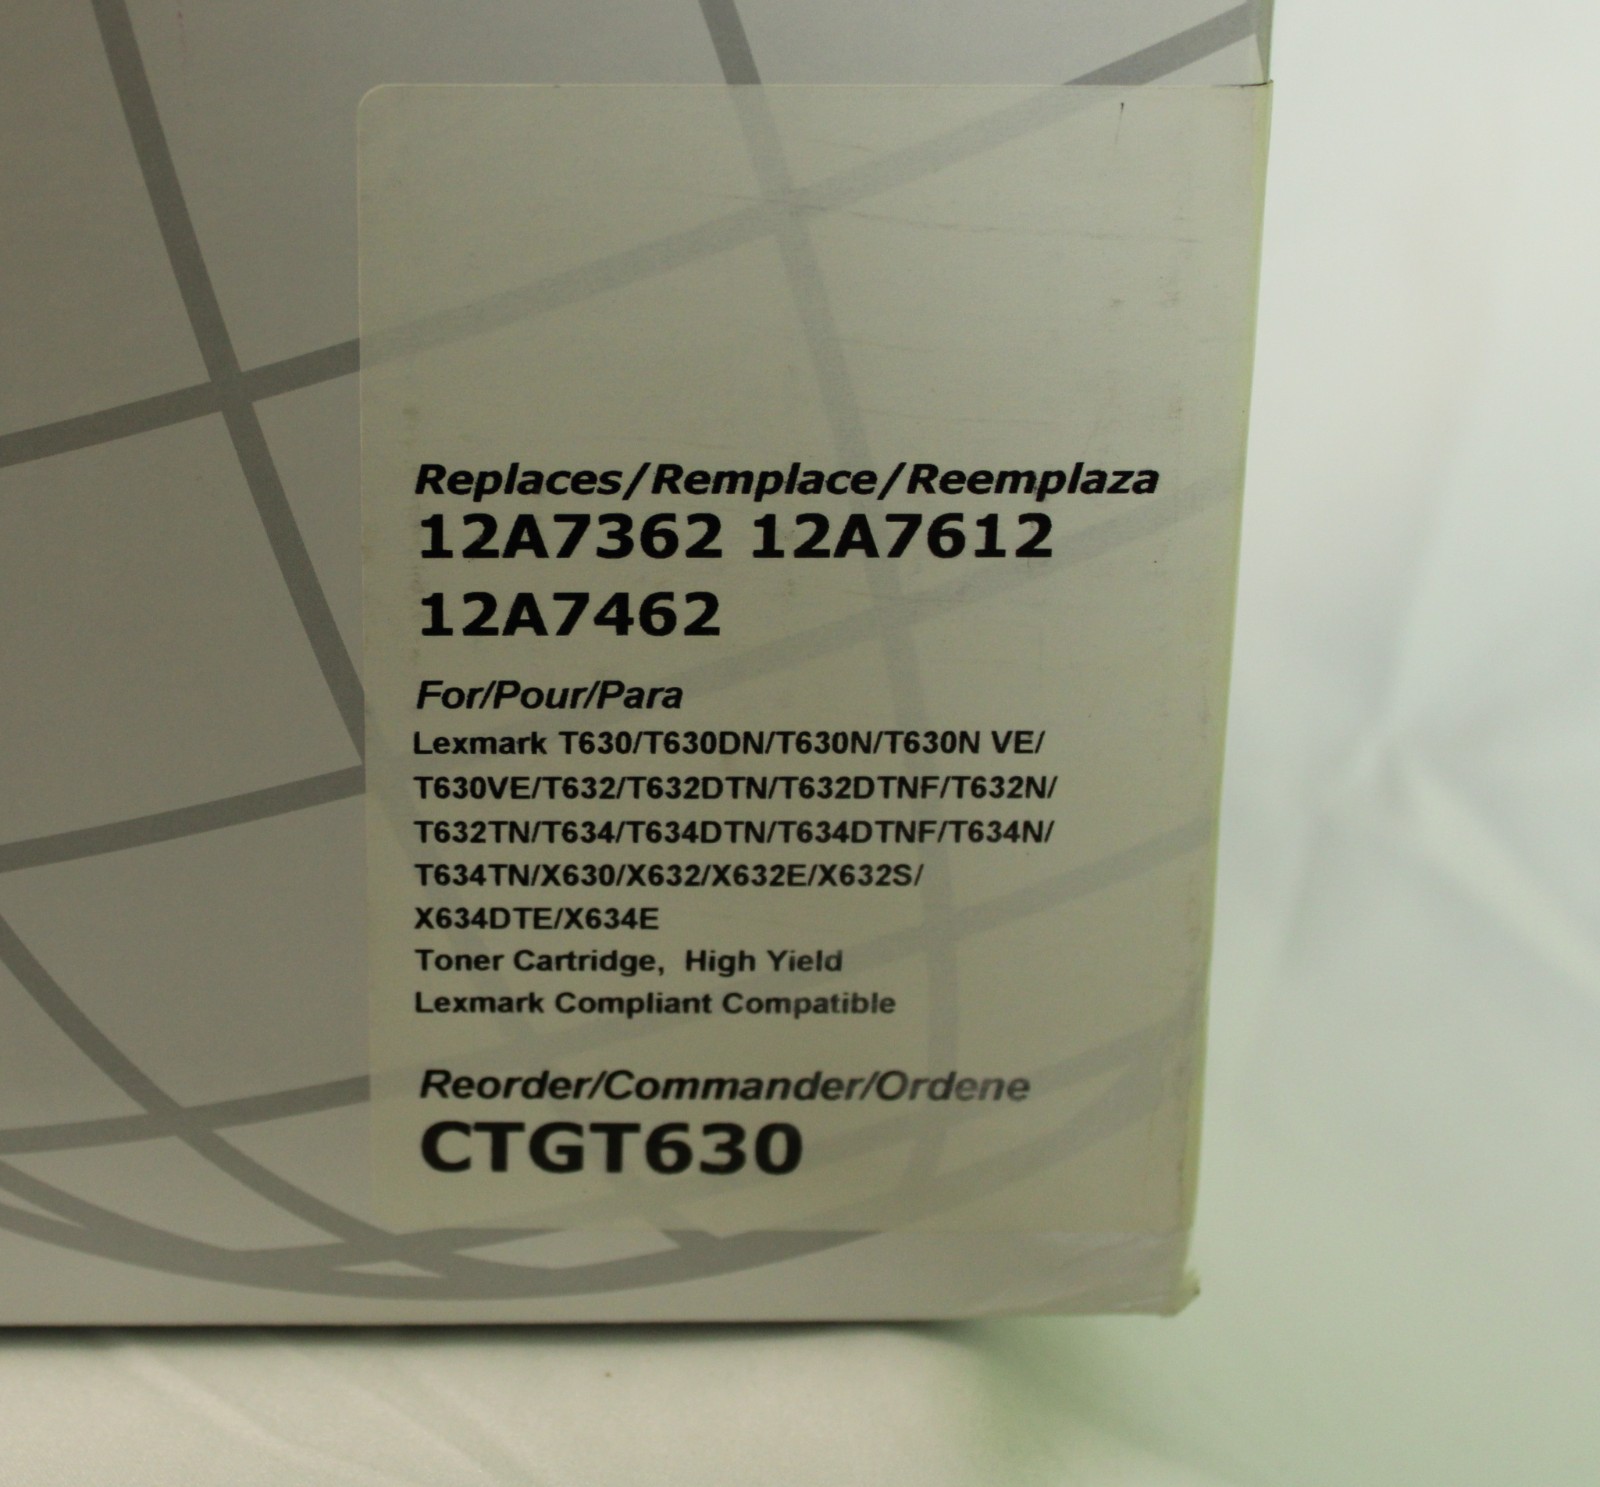 Replaces/Remplace/Reemplaza
12A7362 12A7612
12A7462
For/Pour/Para
Lexmark T630/T630DN/T630N/T630N VE/
T630VE/T632/T632DTN/T632DTNF/T632N/
T632TN/T634/T634DTN/T634DTNF/T634N/
T634TN/X630/X632/X632E/X632S/
X634DTE/X634E
Toner Cartridge, High Yield
Lexmark Compliant Compatible
Reorder/Commander/Ordene
CTGT630